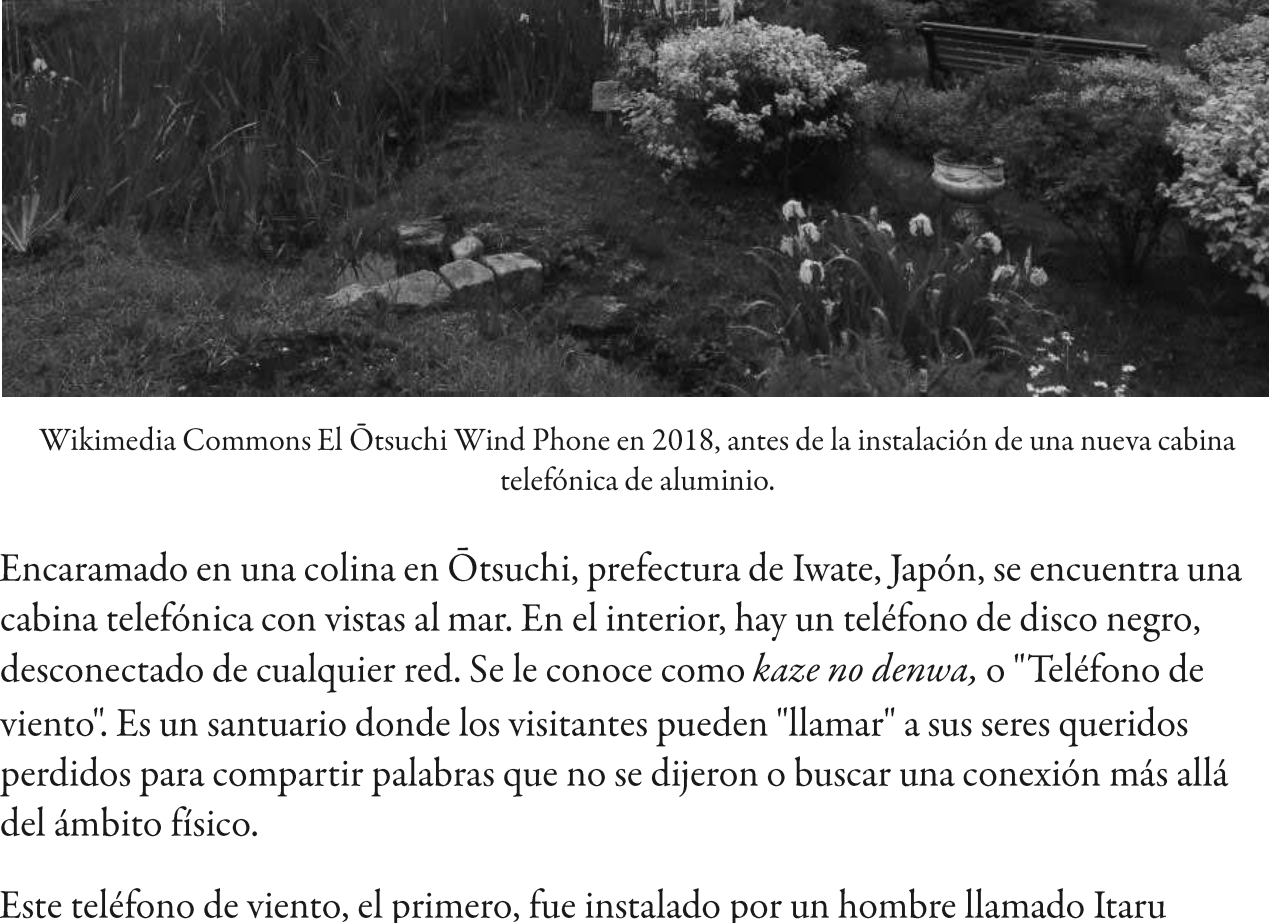 Wikimedia Commons El Ōtsuchi Wind Phone en 2018, antes de la instalación de una nueva cabina
telefónica de aluminio.
Encaramado en una colina en Ōtsuchi, prefectura de Iwate, Japón, se encuentra una
cabina telefónica con vistas al mar. En el interior, hay un teléfono de disco negro,
desconectado de cualquier red. Se le conoce como kaze no denwa, o "Teléfono de
viento". Es un santuario donde los visitantes pueden "llamar" a sus seres queridos
perdidos para compartir palabras que no se dijeron o buscar una conexión más allá
del ámbito físico.
Este teléfono de viento, el primero, fue instalado por un hombre llamado Itaru